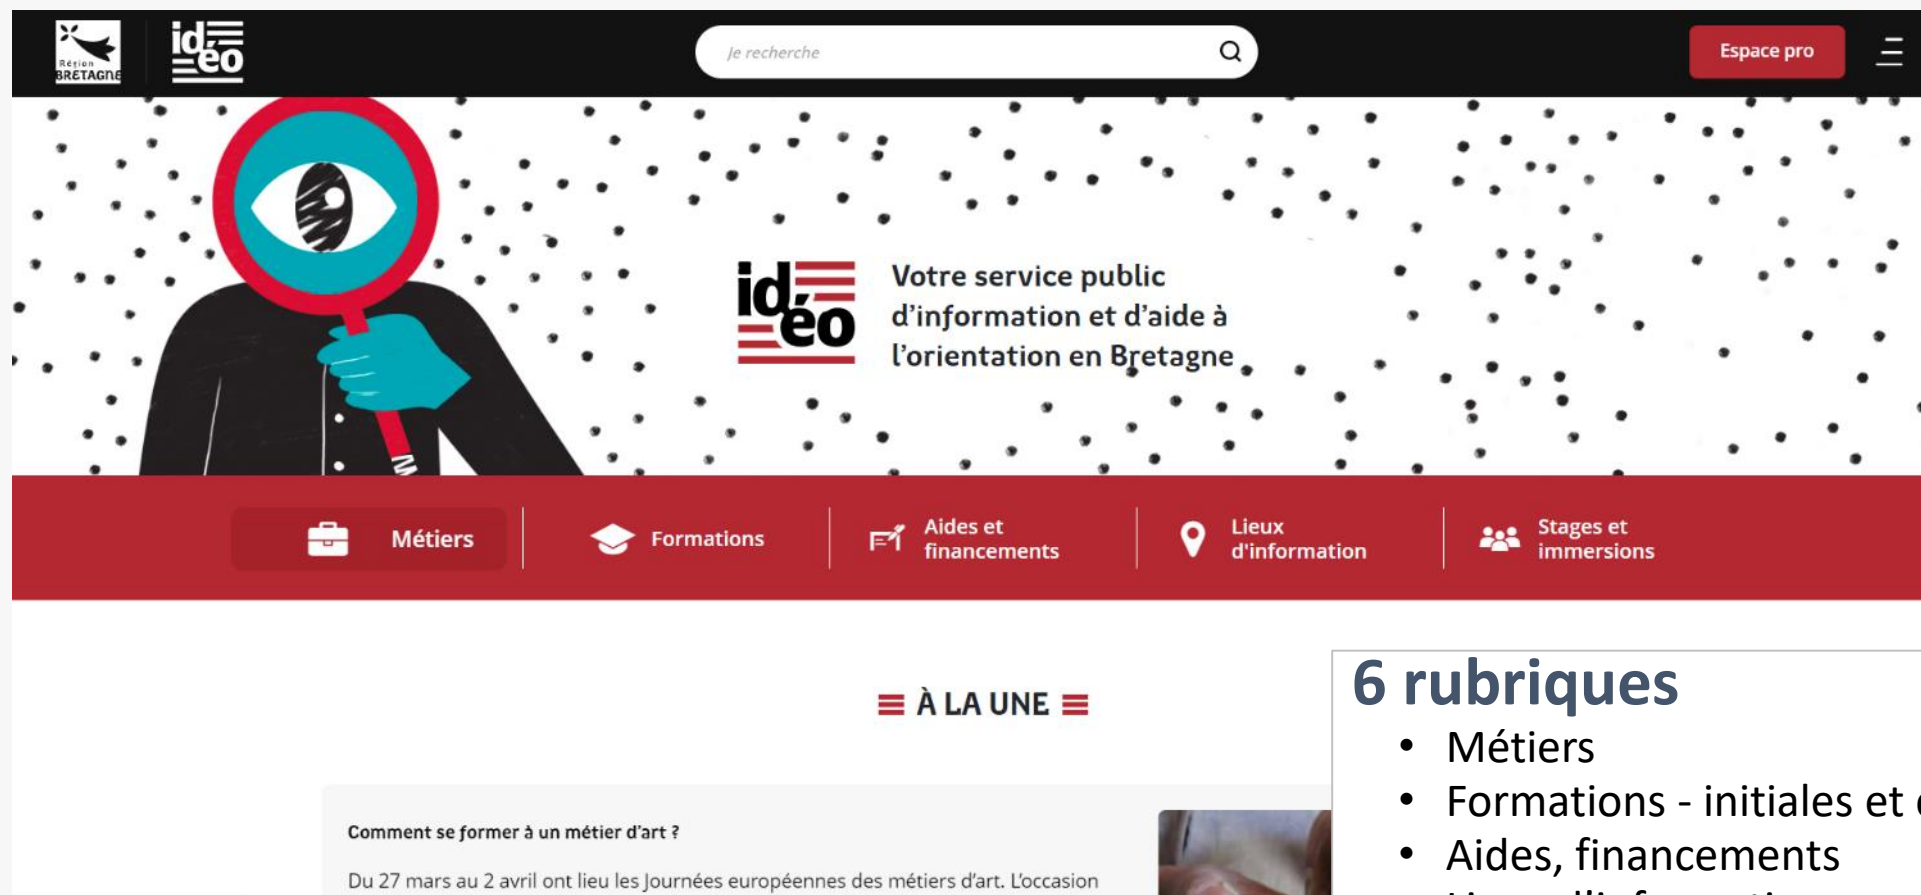 Région
BRETAGNE
idéo
Je recherche
Espace pro
idéo
Votre service public
d'information et d'aide à
l'orientation en Bretagne
Métiers
Formations
Aides et
financements
Lieux
d'information
Stages et
immersions
À LA UNE
6 rubriques
• Métiers
• Formations - initiales et
• Aides, financements
Comment se former à un métier d'art ?
Du 27 mars au 2 avril ont lieu les Journées européennes des métiers d'art. L'occasion